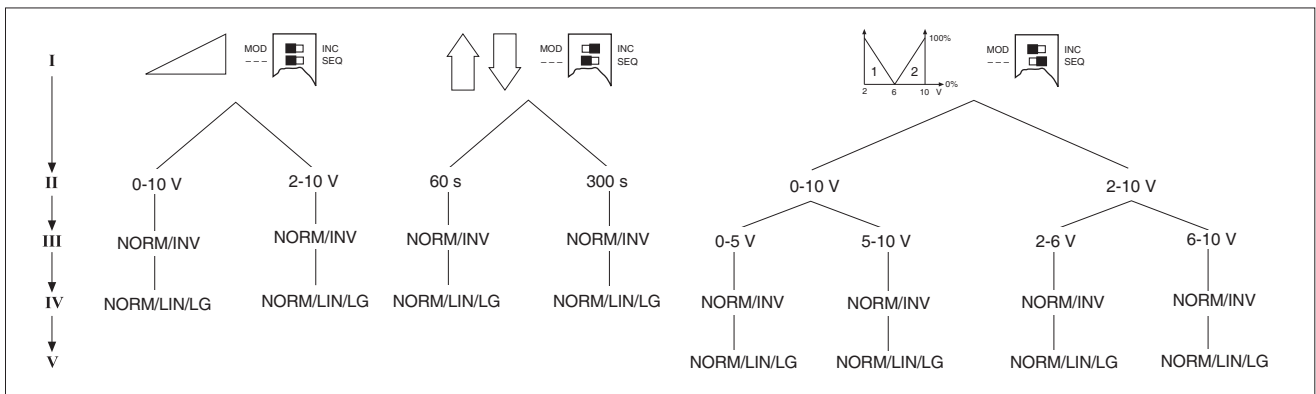 I
MOD INC
--- SEQ
MOD INC
--- SEQ
100%
1 2
0%
2 6 10 V
MOD INC
--- SEQ
II 0-10 V 2-10 V 60 s 300 s 0-10 V 2-10 V
III NORM/INV NORM/INV NORM/INV NORM/INV 0-5 V 5-10 V 2-6 V 6-10 V
IV NORM/LIN/LG NORM/LIN/LG NORM/LIN/LG NORM/LIN/LG NORM/INV NORM/INV NORM/INV NORM/INV
V NORM/LIN/LG NORM/LIN/LG NORM/LIN/LG NORM/LIN/LG